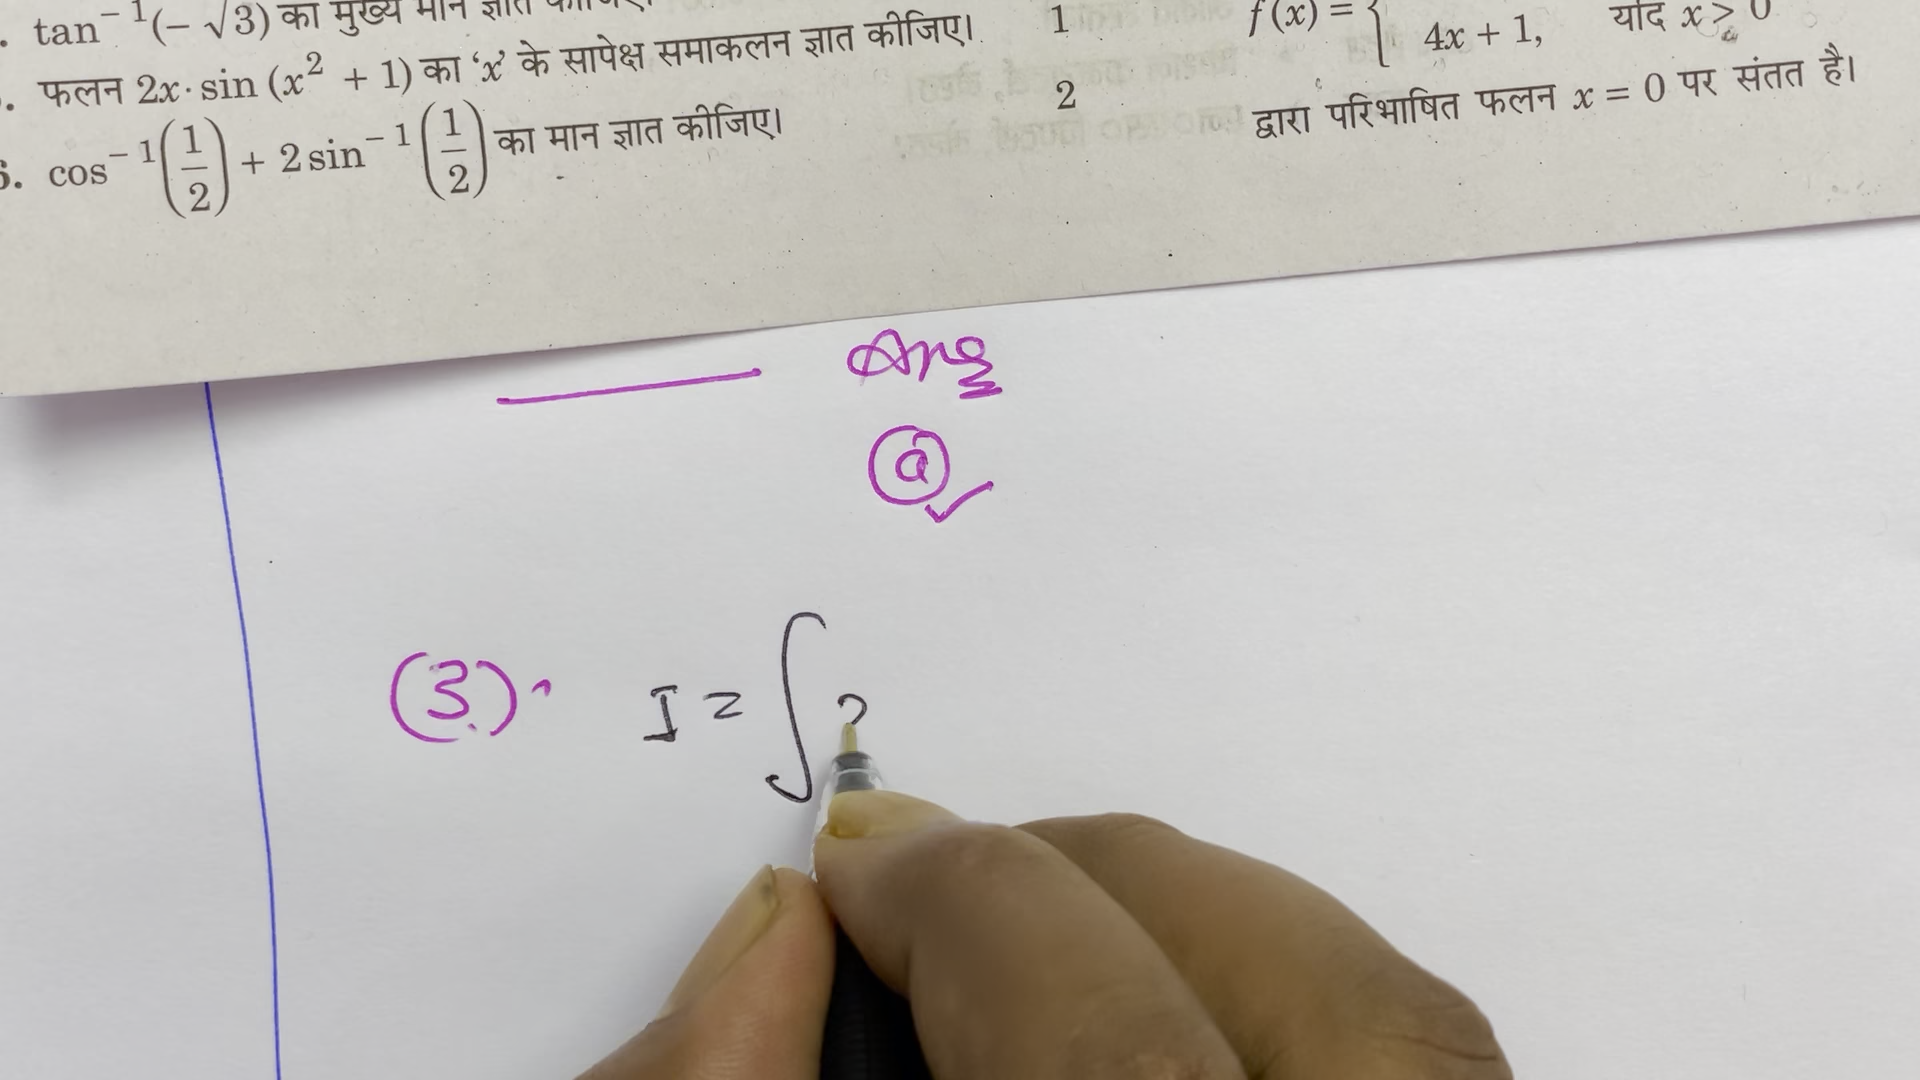 . tan⁻¹(– √3) का मुख्य मान ज्ञात कीजिए।
. फलन 2x · sin (x² + 1) का ‘x’ के सापेक्ष समाकलन ज्ञात कीजिए। 1
6. cos⁻¹(1/2) + 2 sin⁻¹(1/2) का मान ज्ञात कीजिए। 2
f(x) = { 4x + 1, यदि x > 0
द्वारा परिभाषित फलन x = 0 पर संतत है।
Ans
(a)
(3). I = ∫ 2